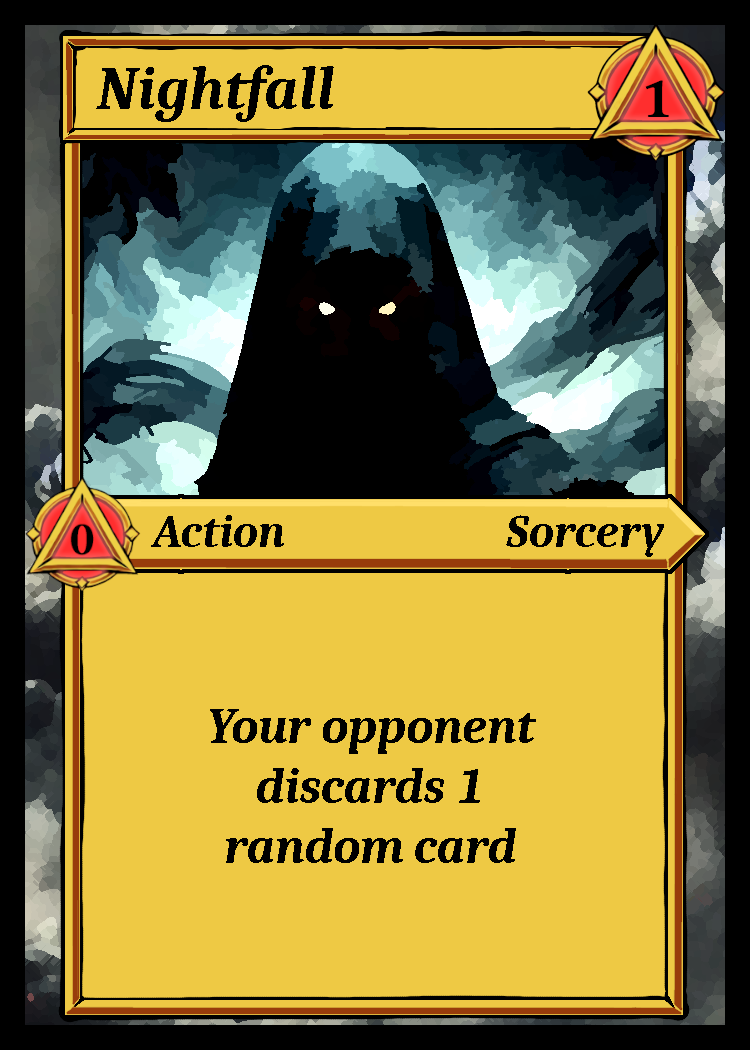 Nightfall
1
0
Action
Sorcery
Your opponent
discards 1
random card